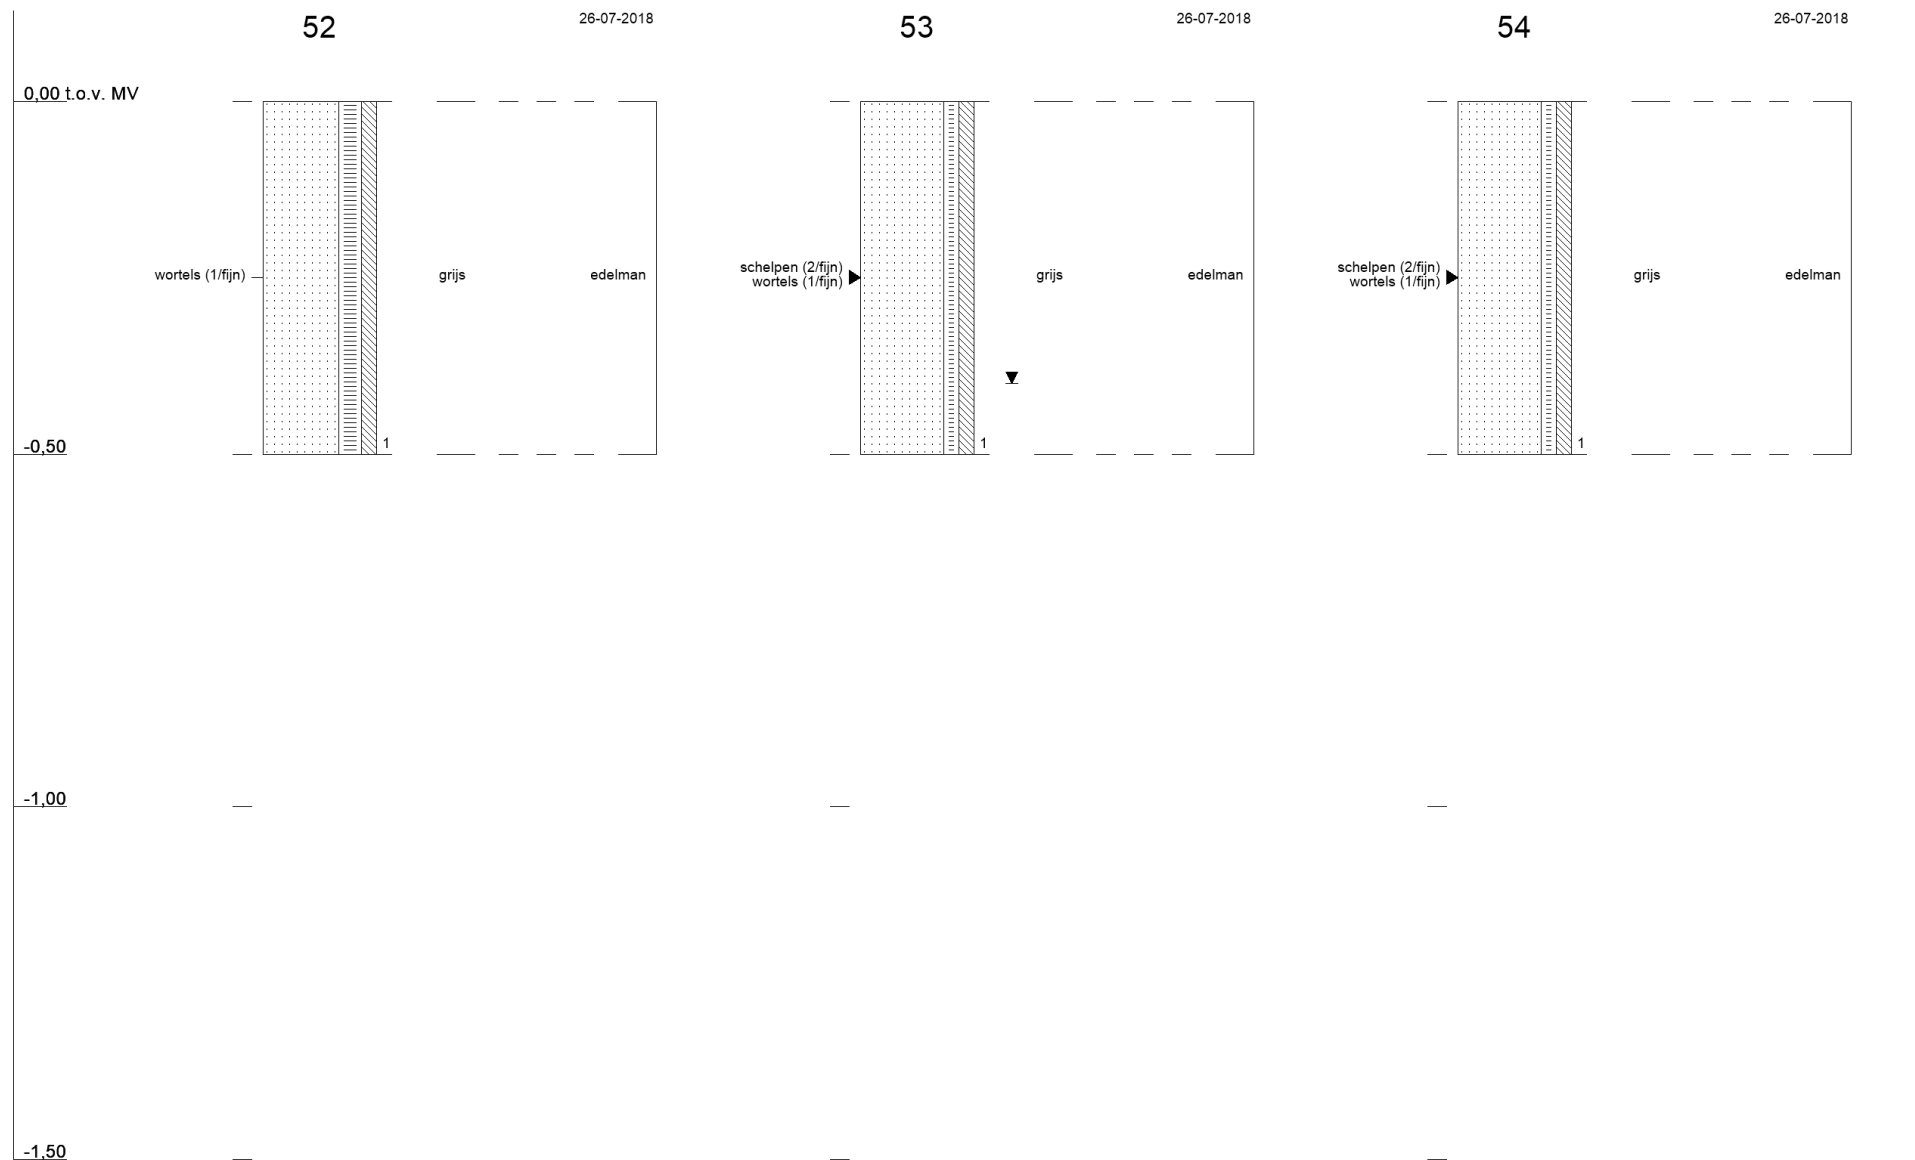 52
26-07-2018
53
26-07-2018
54
26-07-2018
0,00 t.o.v. MV
wortels (1/fijn)
grijs
edelman
schelpen (2/fijn)
wortels (1/fijn)
grijs
edelman
schelpen (2/fijn)
wortels (1/fijn)
grijs
edelman
-0,50
1
1
1
-1,00
-1,50